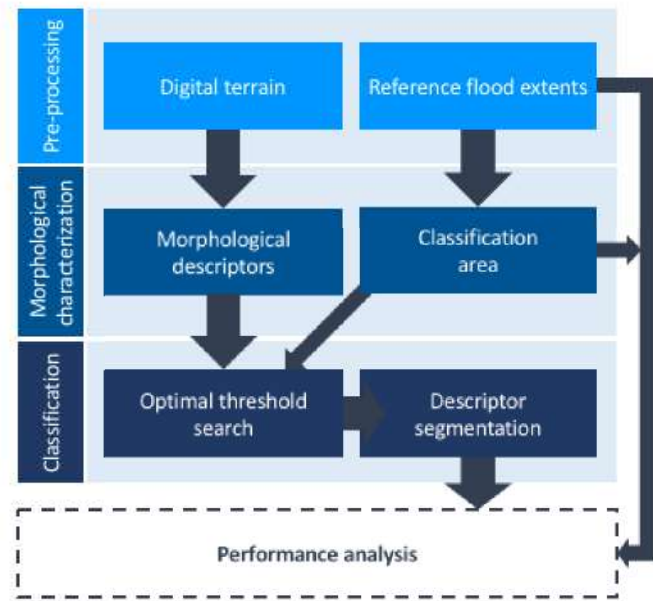 Pre-processing
Digital terrain
Reference flood extents
Morphological
characterization
Morphological
descriptors
Classification
area
Classification
Optimal threshold
search
Descriptor
segmentation
Performance analysis